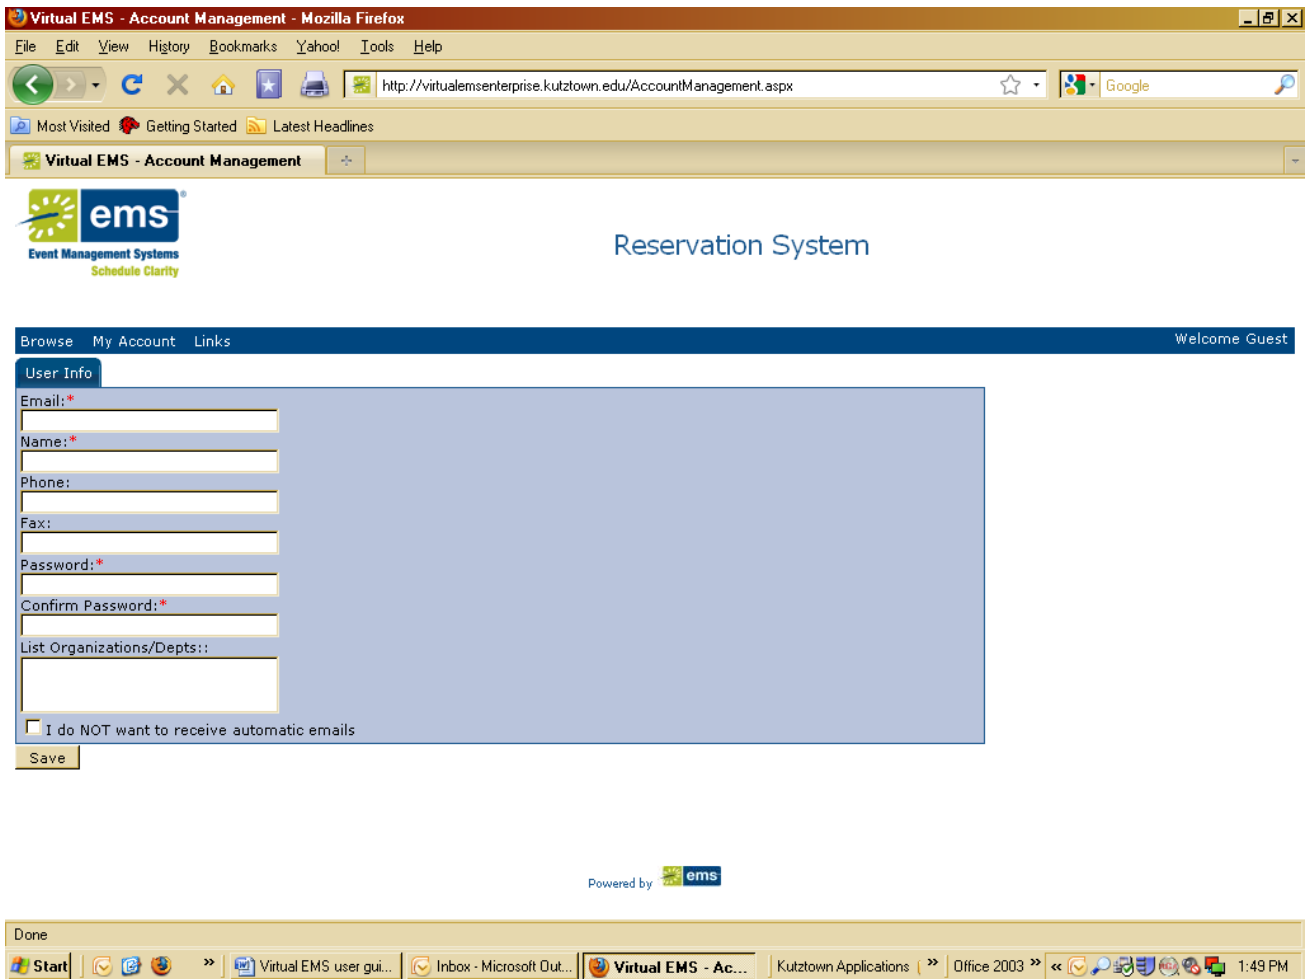 Virtual EMS - Account Management - Mozilla Firefox
File Edit View History Bookmarks Yahoo! Tools Help
http://virtualemsenterprise.kutztown.edu/AccountManagement.aspx Google
Most Visited Getting Started Latest Headlines
Virtual EMS - Account Management
ems®
Event Management Systems
Schedule Clarity
Reservation System
Browse My Account Links Welcome Guest
User Info
Email:*
Name:*
Phone:
Fax:
Password:*
Confirm Password:*
List Organizations/Depts::
I do NOT want to receive automatic emails
Save
Powered by ems
Done
Start » Virtual EMS user gui... Inbox - Microsoft Out... Virtual EMS - Ac... Kutztown Applications ( » Office 2003 » « 1:49 PM